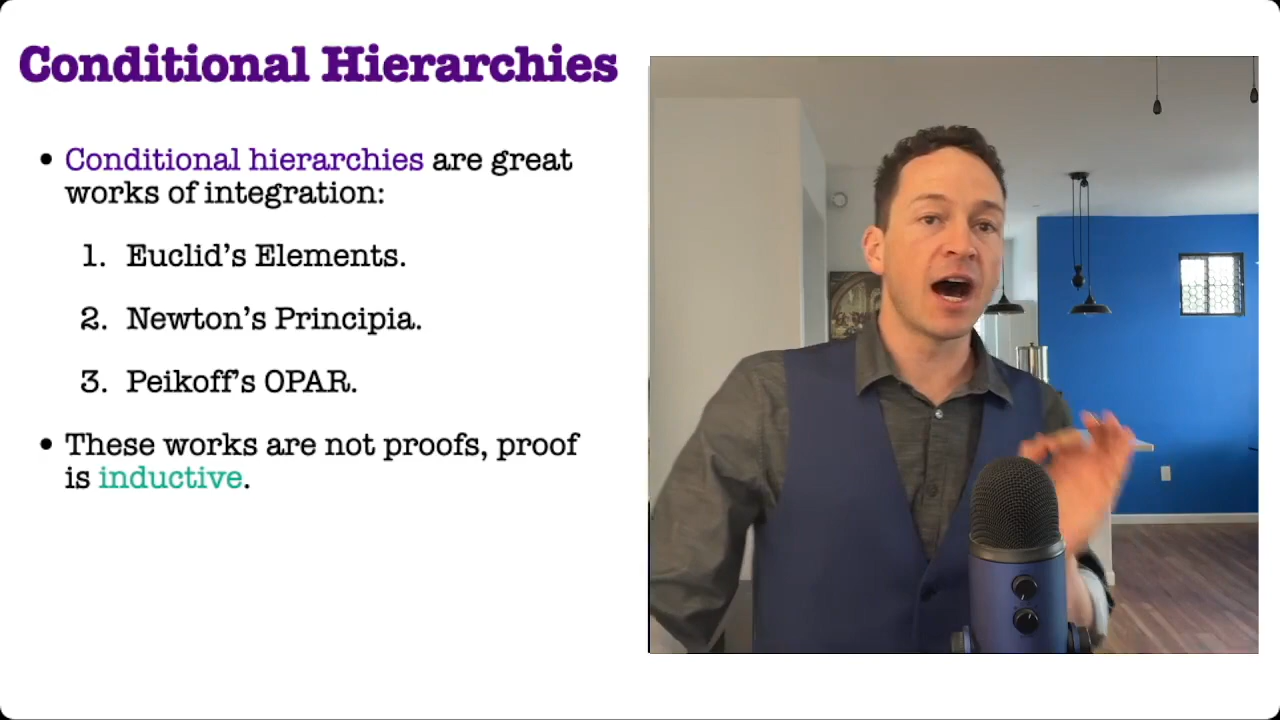 Conditional Hierarchies
• Conditional hierarchies are great
works of integration:
1. Euclid's Elements.
2. Newton's Principia.
3. Peikoff's OPAR.
• These works are not proofs, proof
is inductive.